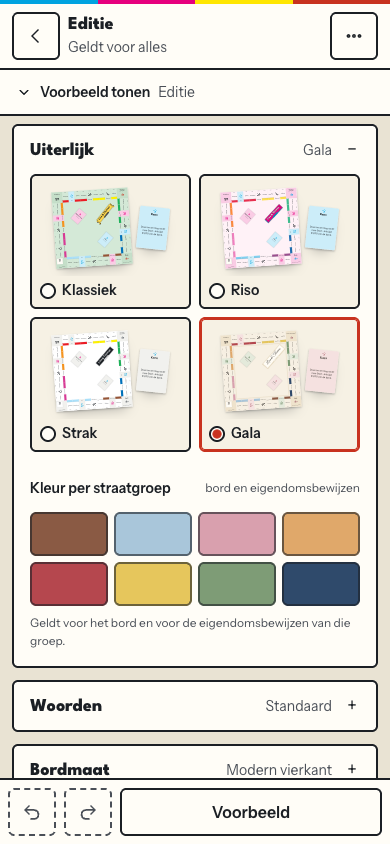 Editie
Geldt voor alles
Voorbeeld tonen Editie
Uiterlijk Gala −
Klassiek
Riso
Strak
Gala
Kleur per straatgroep bord en eigendomsbewijzen
Geldt voor het bord en voor de eigendomsbewijzen van die
groep.
Woorden Standaard +
Bordmaat Modern vierkant +
Voorbeeld